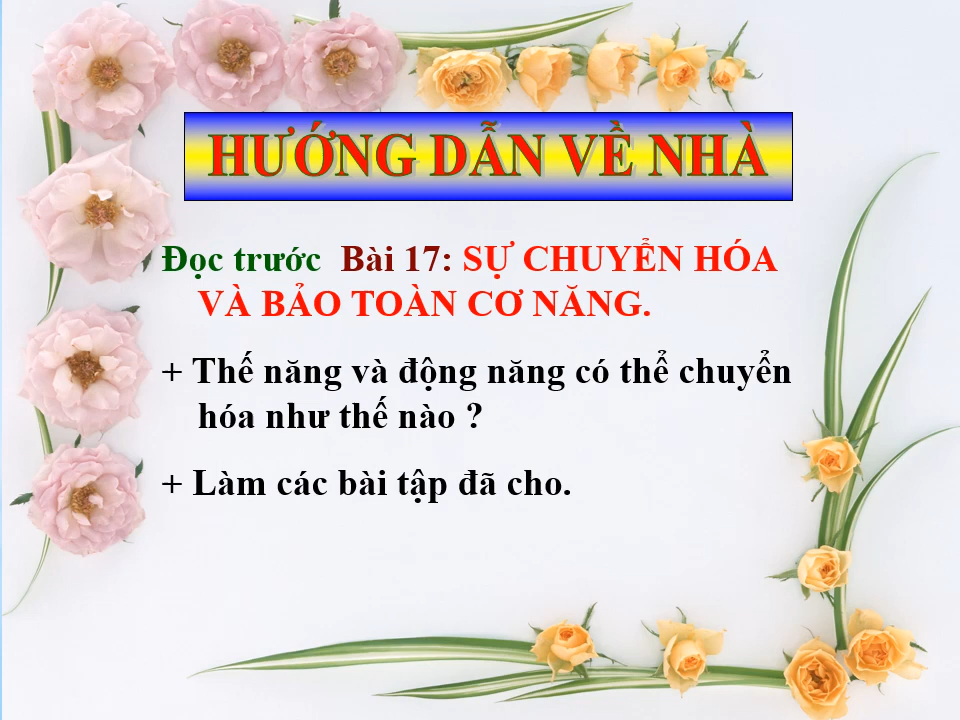 HƯỚNG DẪN VỀ NHÀ
Đọc trước Bài 17: SỰ CHUYỂN HÓA
VÀ BẢO TOÀN CƠ NĂNG.
+ Thế năng và động năng có thể chuyển
hóa như thế nào ?
+ Làm các bài tập đã cho.